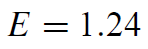 E = 1.24